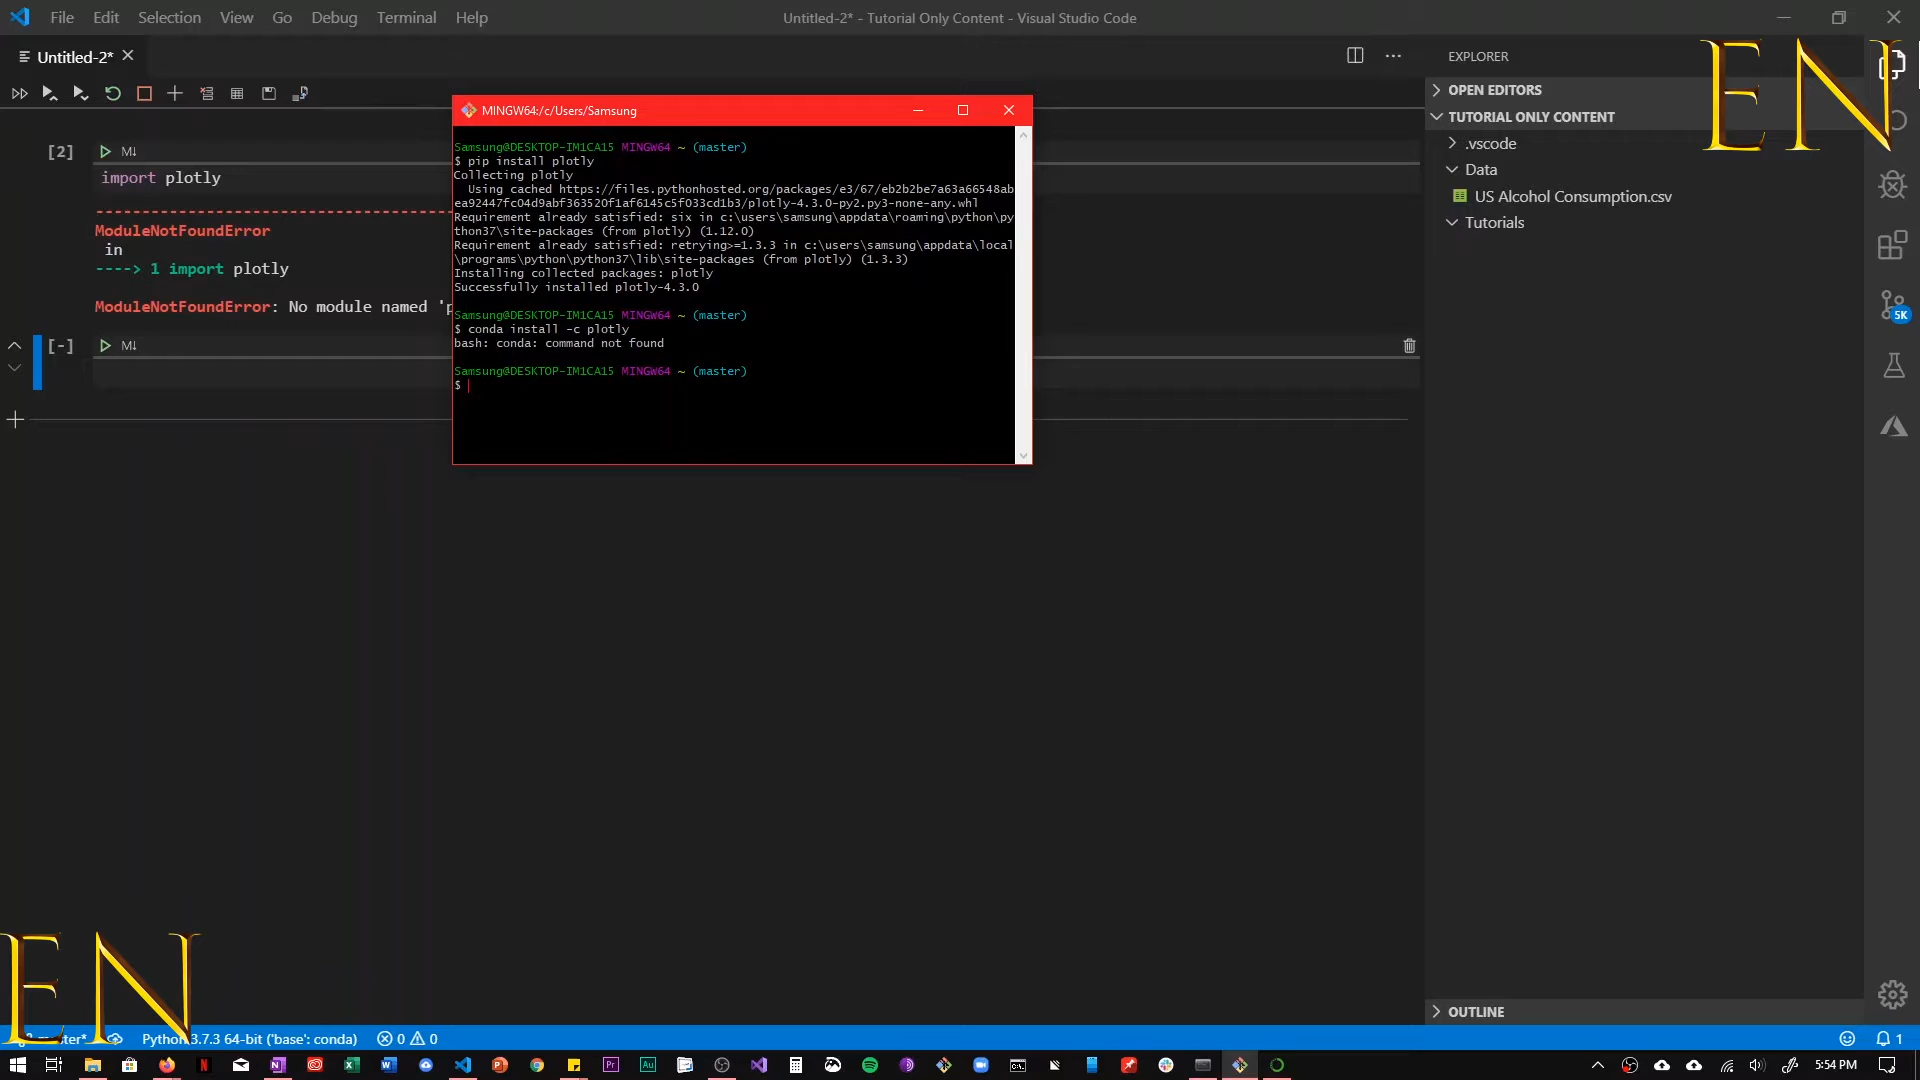 File Edit Selection View Go Debug Terminal Help
Untitled-2* - Tutorial Only Content - Visual Studio Code
Untitled-2*
[2]
M↓
import plotly
ModuleNotFoundError
in
----> 1 import plotly
ModuleNotFoundError: No module named 'p
[-]
M↓
MINGW64:/c/Users/Samsung
Samsung@DESKTOP-IM1CA15 MINGW64 ~ (master)
$ pip install plotly
Collecting plotly
Using cached https://files.pythonhosted.org/packages/e3/67/eb2b2be7a63a66548ab
ea92447fc04d9abf363520f1af6145c5f033cd1b3/plotly-4.3.0-py2.py3-none-any.whl
Requirement already satisfied: six in c:\users\samsung\appdata\roaming\python\py
thon37\site-packages (from plotly) (1.12.0)
Requirement already satisfied: retrying>=1.3.3 in c:\users\samsung\appdata\local
\programs\python\python37\lib\site-packages (from plotly) (1.3.3)
Installing collected packages: plotly
Successfully installed plotly-4.3.0
Samsung@DESKTOP-IM1CA15 MINGW64 ~ (master)
$ conda install -c plotly
bash: conda: command not found
Samsung@DESKTOP-IM1CA15 MINGW64 ~ (master)
$
EXPLORER
OPEN EDITORS
TUTORIAL ONLY CONTENT
.vscode
Data
US Alcohol Consumption.csv
Tutorials
OUTLINE
EN
5K
EN
Python 3.7.3 64-bit ('base': conda)
0
0
1
5:54 PM